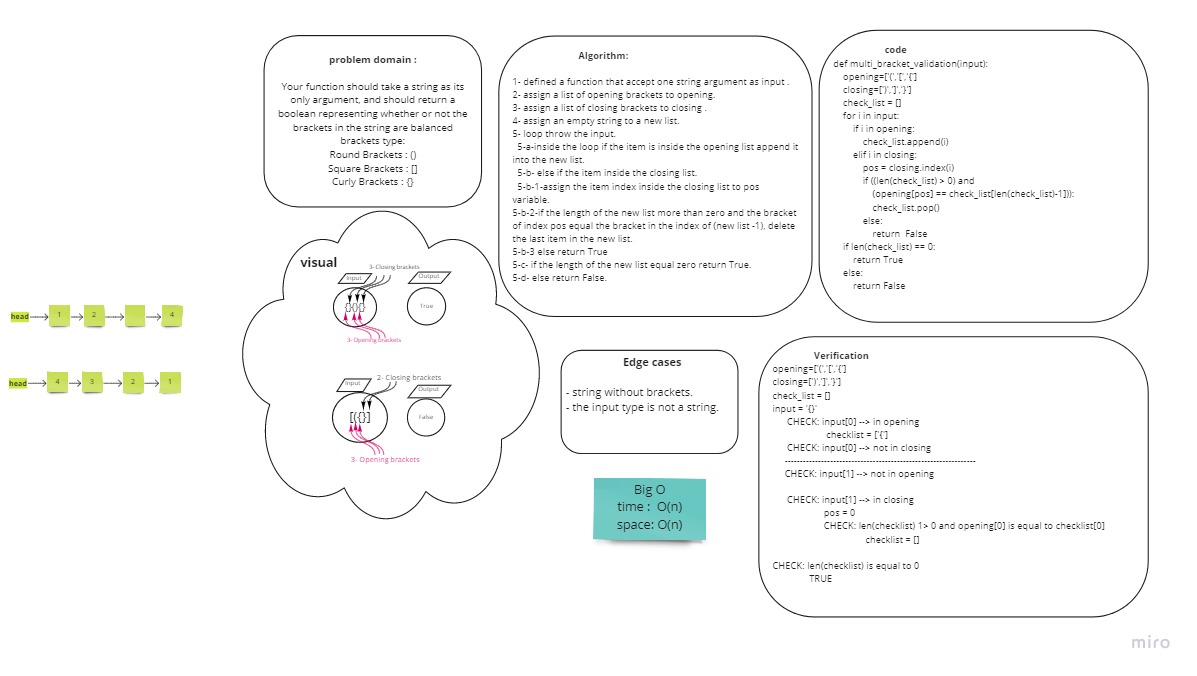 problem domain :
Your function should take a string as its
only argument, and should return a
boolean representing whether or not the
brackets in the string are balanced
brackets type:
Round Brackets : ()
Square Brackets : []
Curly Brackets : {}
Algorithm:
1- defined a function that accept one string argument as input .
2- assign a list of opening brackets to opening.
3- assign a list of closing brackets to closing .
4- assign an empty string to a new list.
5- loop throw the input.
5-a-inside the loop if the item is inside the opening list append it
into the new list.
5-b- else if the item inside the closing list.
5-b-1-assign the item index inside the closing list to pos
variable.
5-b-2-if the length of the new list more than zero and the bracket
of index pos equal the bracket in the index of (new list -1), delete
the last item in the new list.
5-b-3 else return True
5-c- if the length of the new list equal zero return True.
5-d- else return False.
code
def multi_bracket_validation(input):
opening=['(','[','{']
closing=[')',']','}']
check_list = []
for i in input:
if i in opening:
check_list.append(i)
elif i in closing:
pos = closing.index(i)
if ((len(check_list) > 0) and
(opening[pos] == check_list[len(check_list)-1])):
check_list.pop()
else:
return False
if len(check_list) == 0:
return True
else:
return False
visual
3- Closing brackets
Input
Output
{}(){}
True
3- Opening brackets
2- Closing brackets
Input
Output
[({}]
False
3- Opening brackets
head
1
2
4
head
4
3
2
1
Edge cases
- string without brackets.
- the input type is not a string.
Big O
time : O(n)
space: O(n)
Verification
opening=['(','[','{']
closing=[')',']','}']
check_list = []
input = '{}'
CHECK: input[0] --> in opening
checklist = ['{']
CHECK: input[0] --> not in closing
--------------------------------------------------------------------
CHECK: input[1] --> not in opening
CHECK: input[1] --> in closing
pos = 0
CHECK: len(checklist) 1> 0 and opening[0] is equal to checklist[0]
checklist = []
CHECK: len(checklist) is equal to 0
TRUE
miro